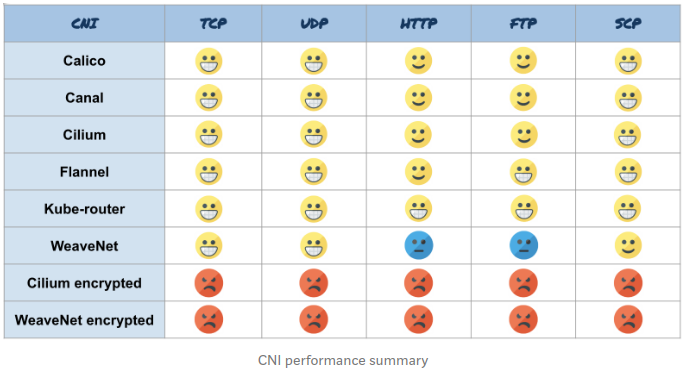 CNI TCP UDP HTTP FTP SCP
Calico
Canal
Cilium
Flannel
Kube-router
WeaveNet
Cilium encrypted
WeaveNet encrypted
CNI performance summary